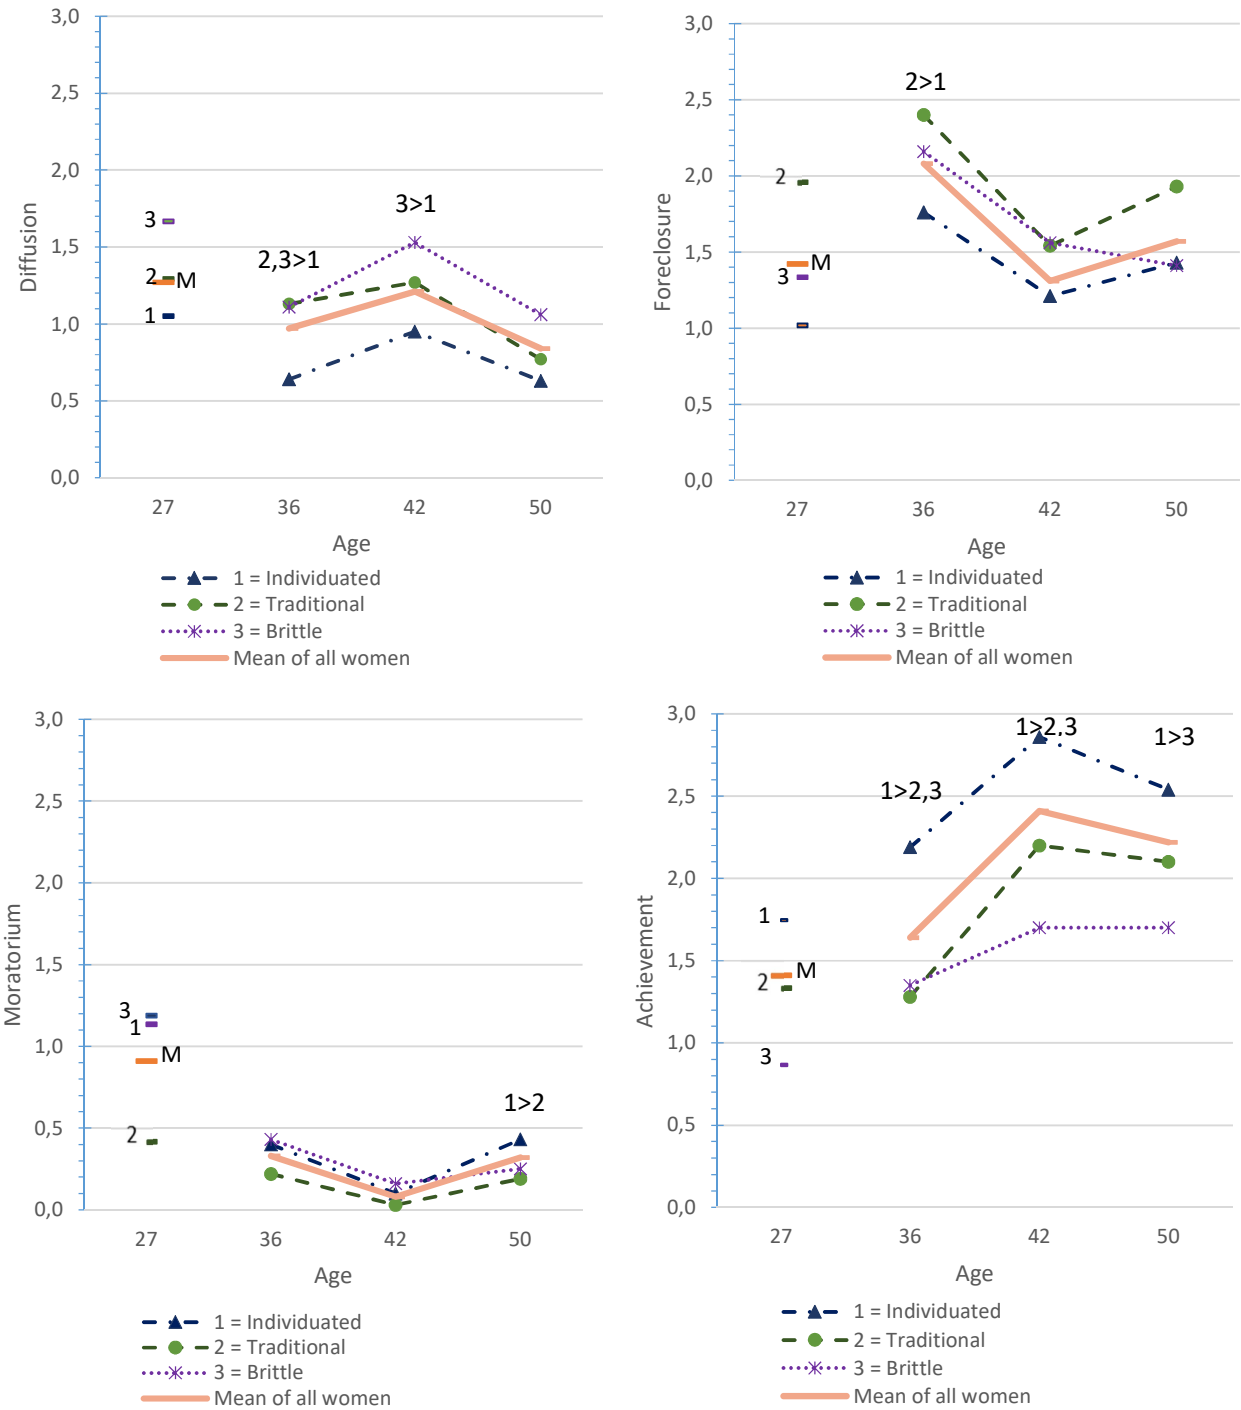 3,0
2,5
2,0
1,5
1,0
0,5
0,0
Diffusion
3
2
M
1
2,3>1
3>1
27 36 42 50
Age
1 = Individuated
2 = Traditional
3 = Brittle
Mean of all women
3,0
2,5
2,0
1,5
1,0
0,5
0,0
Foreclosure
2
M
3
2>1
27 36 42 50
Age
1 = Individuated
2 = Traditional
3 = Brittle
Mean of all women
3,0
2,5
2,0
1,5
1,0
0,5
0,0
Moratorium
3
1
M
2
1>2
27 36 42 50
Age
1 = Individuated
2 = Traditional
3 = Brittle
Mean of all women
3,0
2,5
2,0
1,5
1,0
0,5
0,0
Achievement
1
M
2
3
1>2,3
1>2,3
1>3
27 36 42 50
Age
1 = Individuated
2 = Traditional
3 = Brittle
Mean of all women